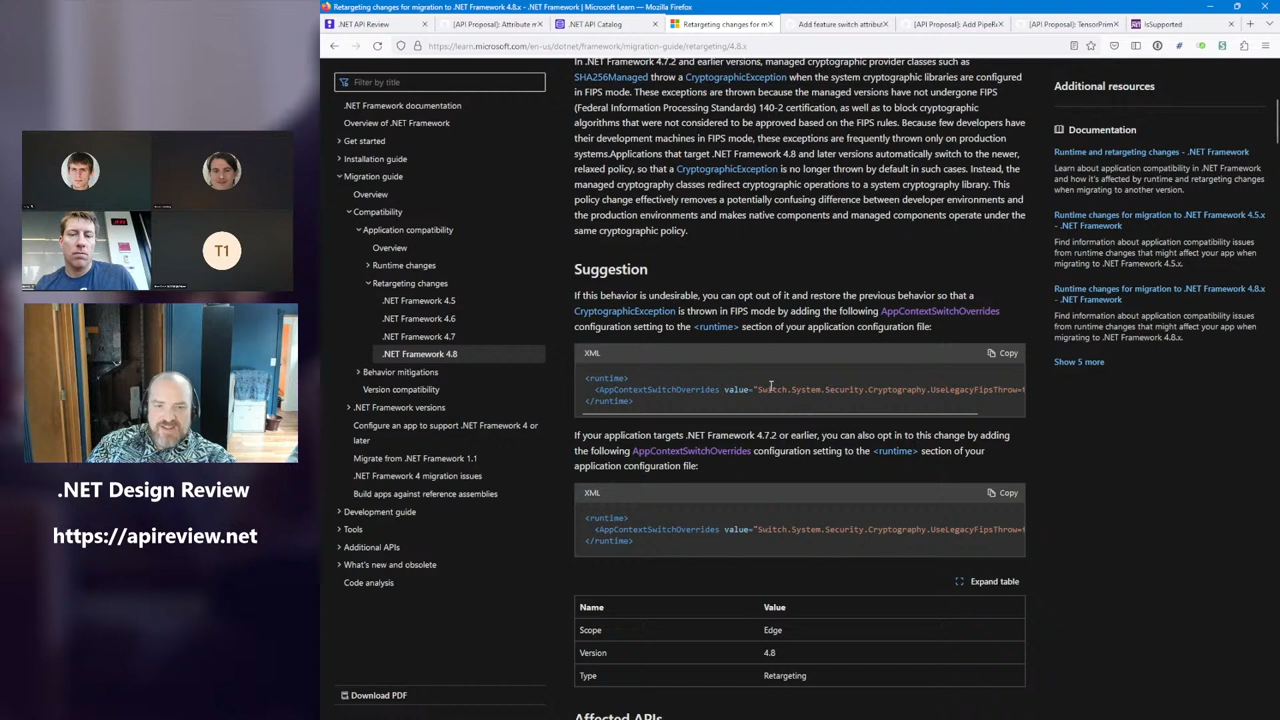 Retargeting changes for migration to .NET Framework 4.8.x - .NET Framework | Microsoft Learn — Mozilla Firefox
.NET API Review
[API Proposal]: Attribute m
.NET API Catalog
Retargeting changes for m
Add feature switch attribut
[API Proposal]: Add PipeRe
[API Proposal]: TensorPrim
IsSupported
https://learn.microsoft.com/en-us/dotnet/framework/migration-guide/retargeting/4.8.x
Filter by title
.NET Framework documentation
Overview of .NET Framework
Get started
Installation guide
Migration guide
Overview
Compatibility
Application compatibility
Overview
Runtime changes
Retargeting changes
.NET Framework 4.5
.NET Framework 4.6
.NET Framework 4.7
.NET Framework 4.8
Behavior mitigations
Version compatibility
.NET Framework versions
Configure an app to support .NET Framework 4 or
later
Migrate from .NET Framework 1.1
.NET Framework 4 migration issues
Build apps against reference assemblies
Development guide
Tools
Additional APIs
What's new and obsolete
Code analysis
Download PDF
In .NET Framework 4.7.2 and earlier versions, managed cryptographic provider classes such as
SHA256Managed throw a CryptographicException when the system cryptographic libraries are configured
in FIPS mode. These exceptions are thrown because the managed versions have not undergone FIPS
(Federal Information Processing Standards) 140-2 certification, as well as to block cryptographic
algorithms that were not considered to be approved based on the FIPS rules. Because few developers have
their development machines in FIPS mode, these exceptions are frequently thrown only on production
systems.Applications that target .NET Framework 4.8 and later versions automatically switch to the newer,
relaxed policy, so that a CryptographicException is no longer thrown by default in such cases. Instead, the
managed cryptography classes redirect cryptographic operations to a system cryptography library. This
policy change effectively removes a potentially confusing difference between developer environments and
the production environments and makes native components and managed components operate under the
same cryptographic policy.
Suggestion
If this behavior is undesirable, you can opt out of it and restore the previous behavior so that a
CryptographicException is thrown in FIPS mode by adding the following AppContextSwitchOverrides
configuration setting to the <runtime> section of your application configuration file:
XML
Copy
<runtime>
<AppContextSwitchOverrides value="Switch.System.Security.Cryptography.UseLegacyFipsThrow=t
</runtime>
If your application targets .NET Framework 4.7.2 or earlier, you can also opt in to this change by adding
the following AppContextSwitchOverrides configuration setting to the <runtime> section of your
application configuration file:
XML
Copy
<runtime>
<AppContextSwitchOverrides value="Switch.System.Security.Cryptography.UseLegacyFipsThrow=f
</runtime>
Expand table
Name Value
Scope Edge
Version 4.8
Type Retargeting
Affected APIs
Additional resources
Documentation
Runtime and retargeting changes - .NET Framework
Learn about application compatibility in .NET Framework
and how it's affected by runtime and retargeting changes
when migrating to another version.
Runtime changes for migration to .NET Framework 4.5.x
- .NET Framework
Find information about application compatibility issues
from runtime changes that might affect your app when
migrating to .NET Framework 4.5.x.
Runtime changes for migration to .NET Framework 4.8.x
- .NET Framework
Find information about application compatibility issues
from runtime changes that might affect your app when
migrating to .NET Framework 4.8.x.
Show 5 more
T1
.NET Design Review
https://apireview.net